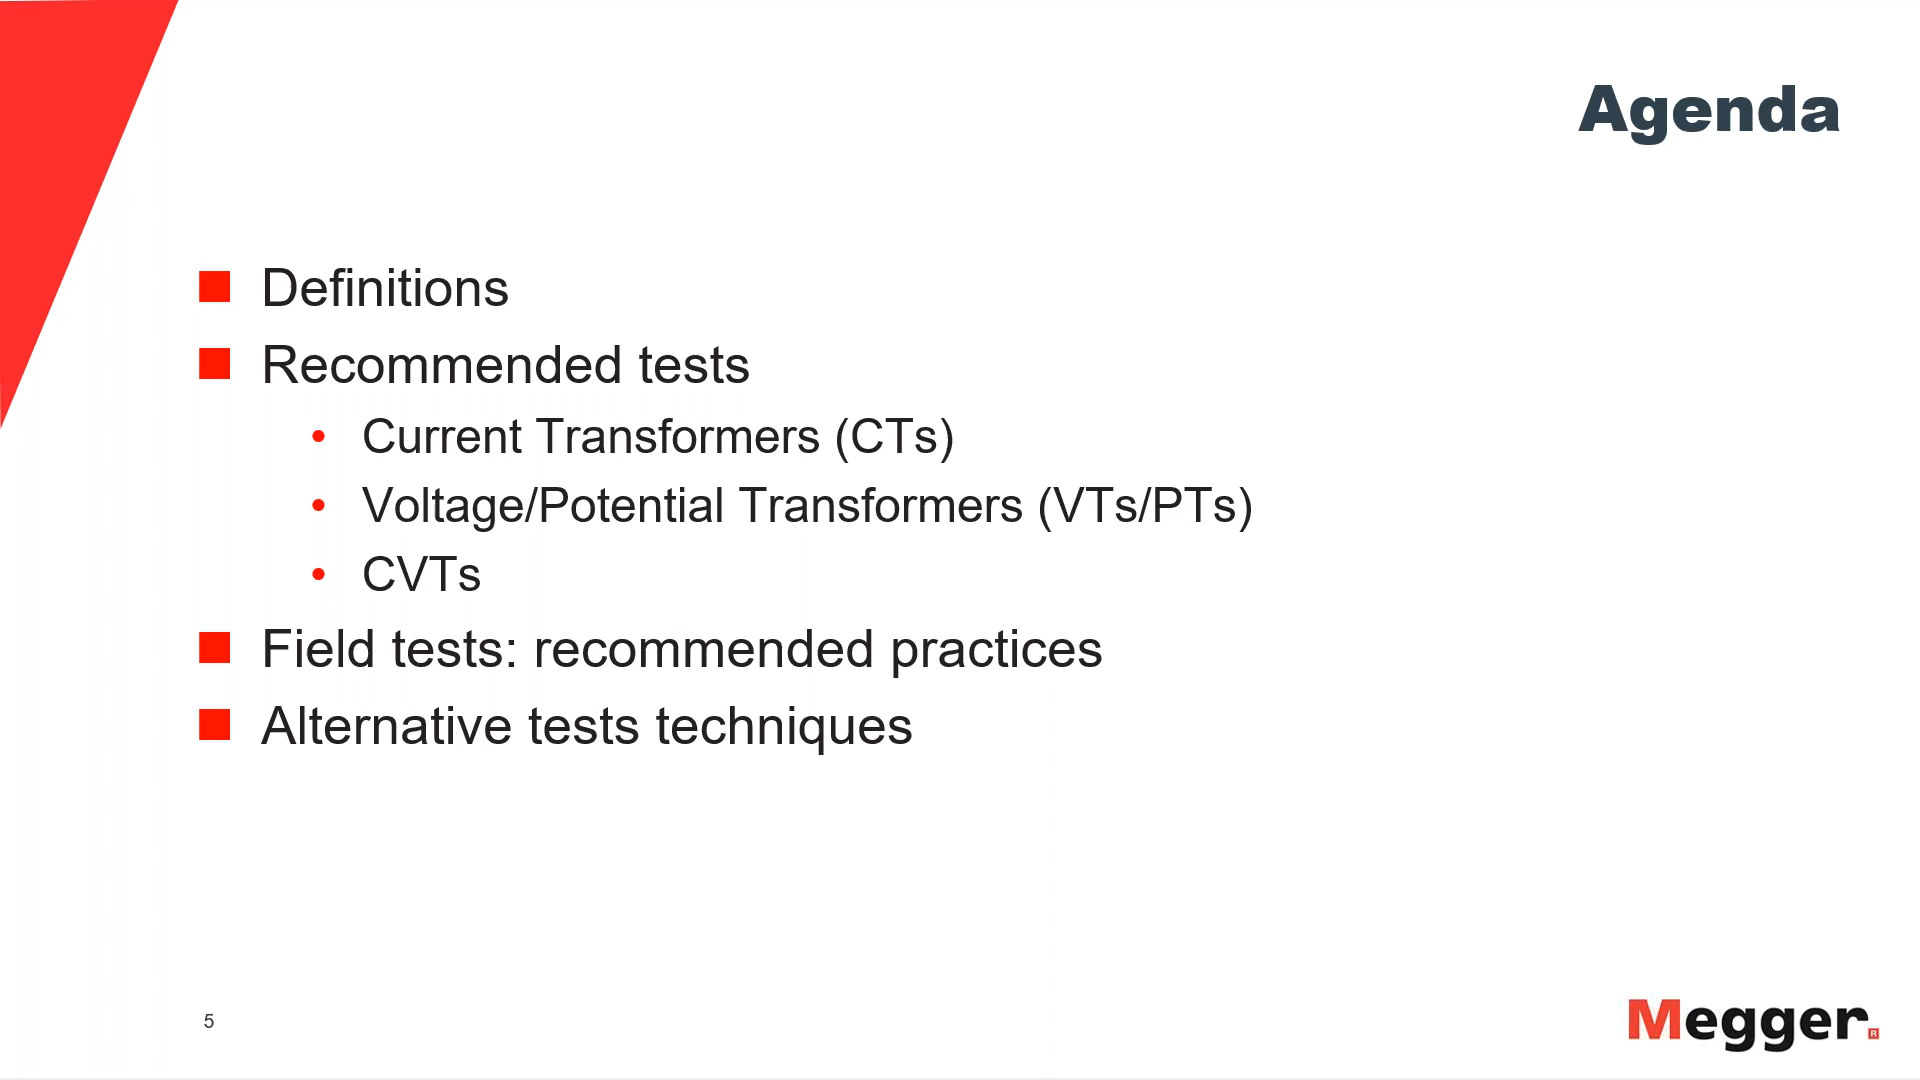 Agenda
Definitions
Recommended tests
Current Transformers (CTs)
Voltage/Potential Transformers (VTs/PTs)
CVTs
Field tests: recommended practices
Alternative tests techniques
5
Megger.
R